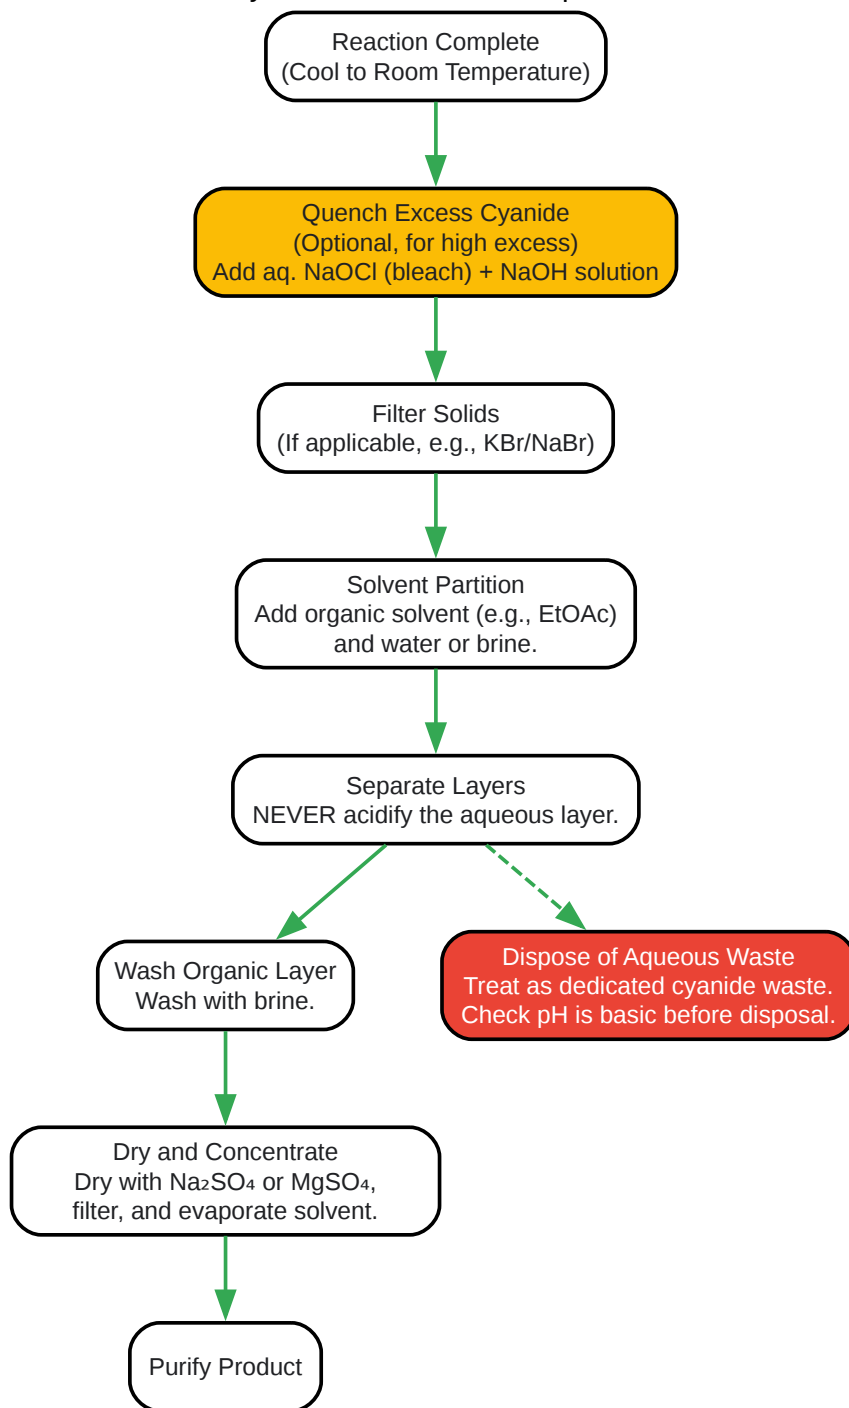 Reaction Complete
(Cool to Room Temperature)
Quench Excess Cyanide
(Optional, for high excess)
Add aq. NaOCl (bleach) + NaOH solution
Filter Solids
(If applicable, e.g., KBr/NaBr)
Solvent Partition
Add organic solvent (e.g., EtOAc)
and water or brine.
Separate Layers
NEVER acidify the aqueous layer.
Wash Organic Layer
Wash with brine.
Dispose of Aqueous Waste
Treat as dedicated cyanide waste.
Check pH is basic before disposal.
Dry and Concentrate
Dry with Na₂SO₄ or MgSO₄,
filter, and evaporate solvent.
Purify Product